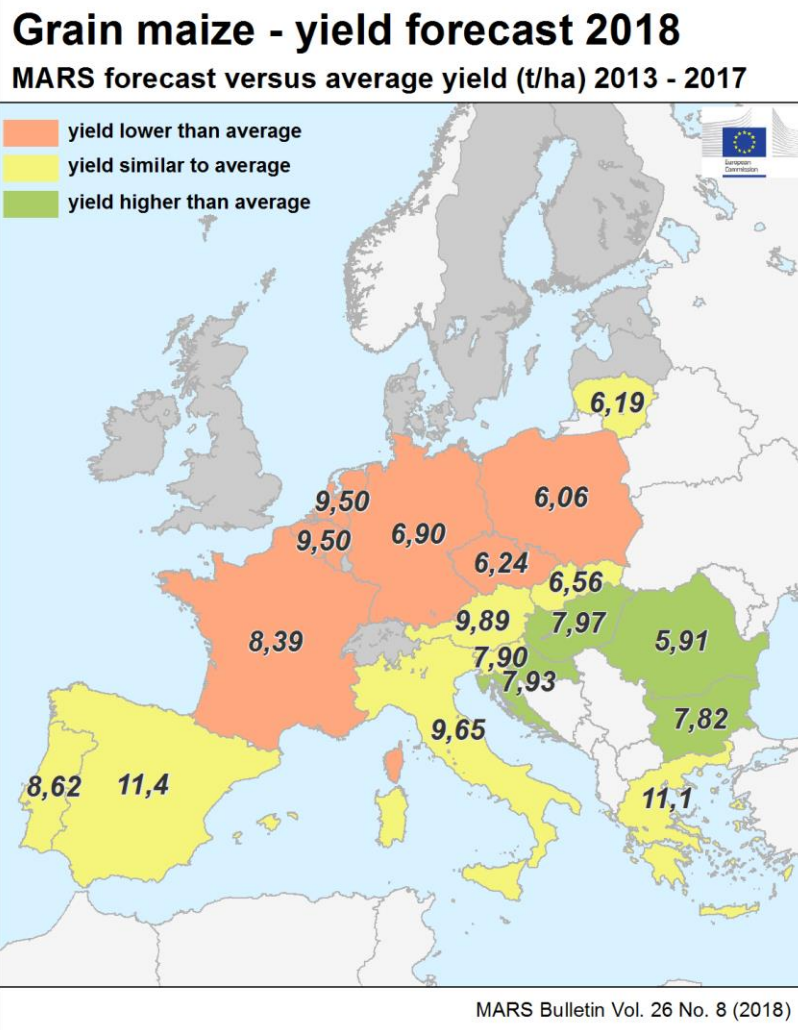 Grain maize - yield forecast 2018
MARS forecast versus average yield (t/ha) 2013 - 2017
yield lower than average
yield similar to average
yield higher than average
European
Commission
6,19
9,50
6,06
9,50
6,90
6,24
6,56
9,89
7,97
8,39
5,91
7,90
7,93
7,82
9,65
8,62
11,4
11,1
MARS Bulletin Vol. 26 No. 8 (2018)